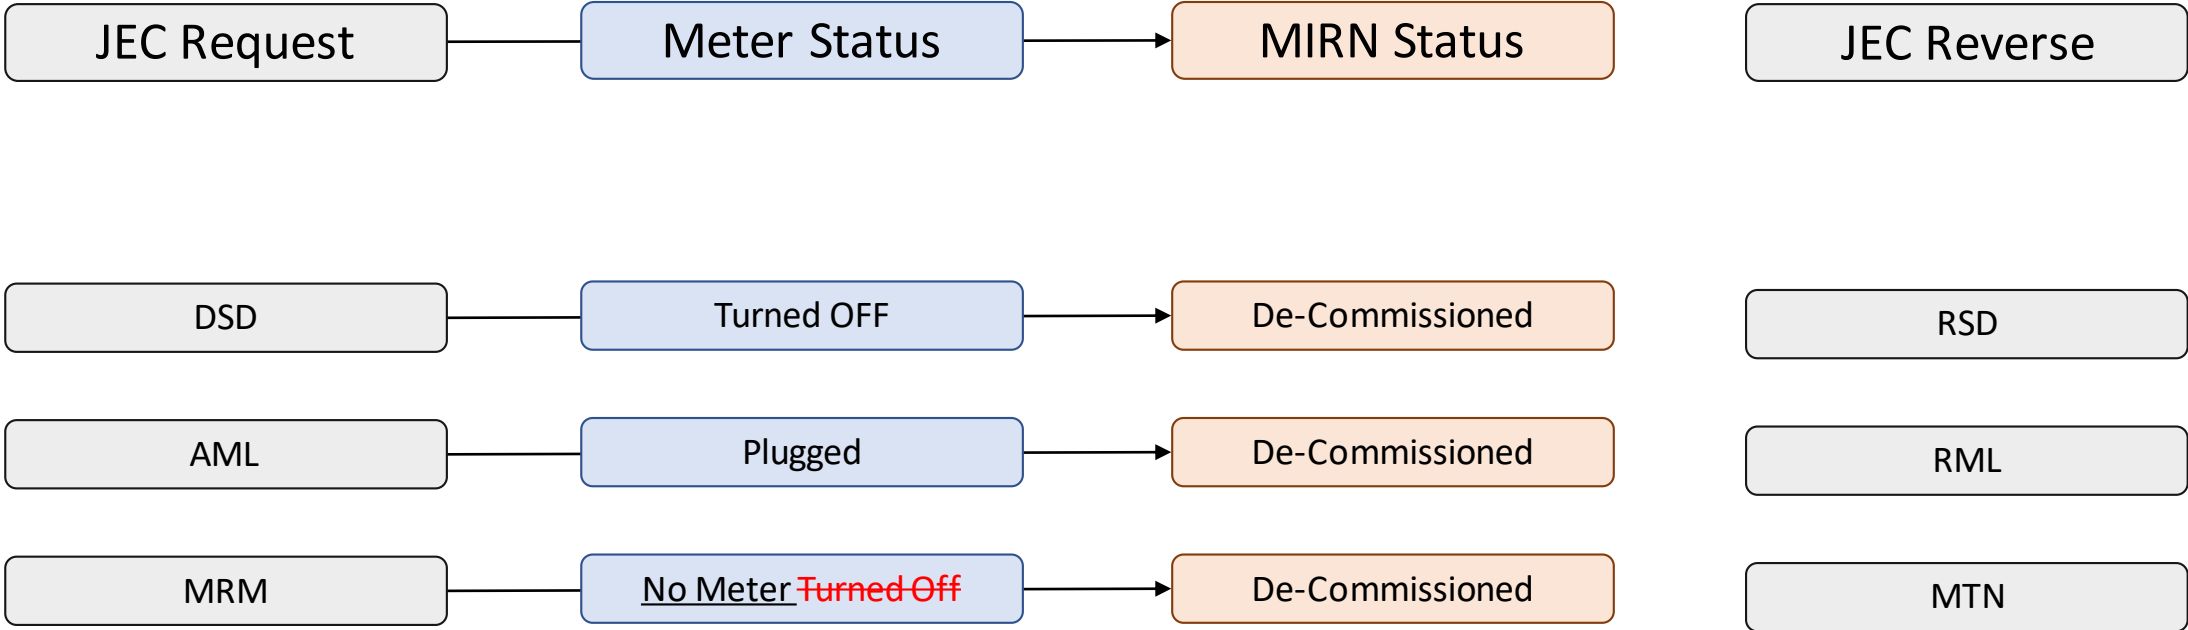 JEC Request
Meter Status
MIRN Status
JEC Reverse
DSD
Turned OFF
De-Commissioned
RSD
AML
Plugged
De-Commissioned
RML
MRM
No Meter Turned Off
De-Commissioned
MTN